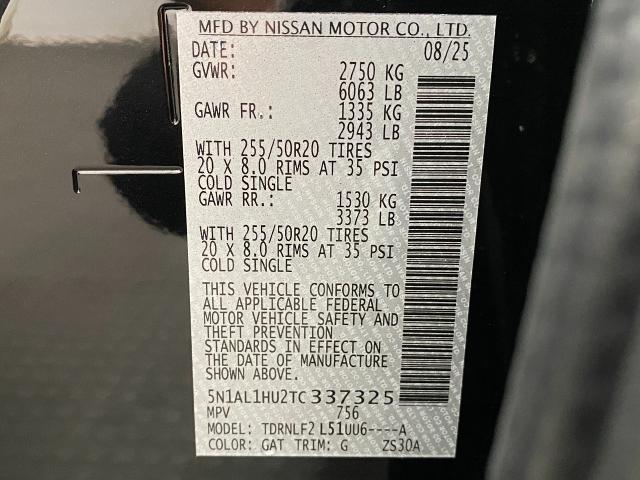 MFD BY NISSAN MOTOR CO., LTD.
DATE: 08/25
GVWR: 2750 KG
6063 LB
GAWR FR.: 1335 KG
2943 LB
WITH 255/50R20 TIRES
20 X 8.0 RIMS AT 35 PSI
COLD SINGLE
GAWR RR.: 1530 KG
3373 LB
WITH 255/50R20 TIRES
20 X 8.0 RIMS AT 35 PSI
COLD SINGLE
THIS VEHICLE CONFORMS TO
ALL APPLICABLE FEDERAL
MOTOR VEHICLE SAFETY AND
THEFT PREVENTION
STANDARDS IN EFFECT ON
THE DATE OF MANUFACTURE
SHOWN ABOVE.
5N1AL1HU2TC337325
MPV 756
MODEL: TDRNLF2 L51UU6----A
COLOR: GAT TRIM: G ZS30A